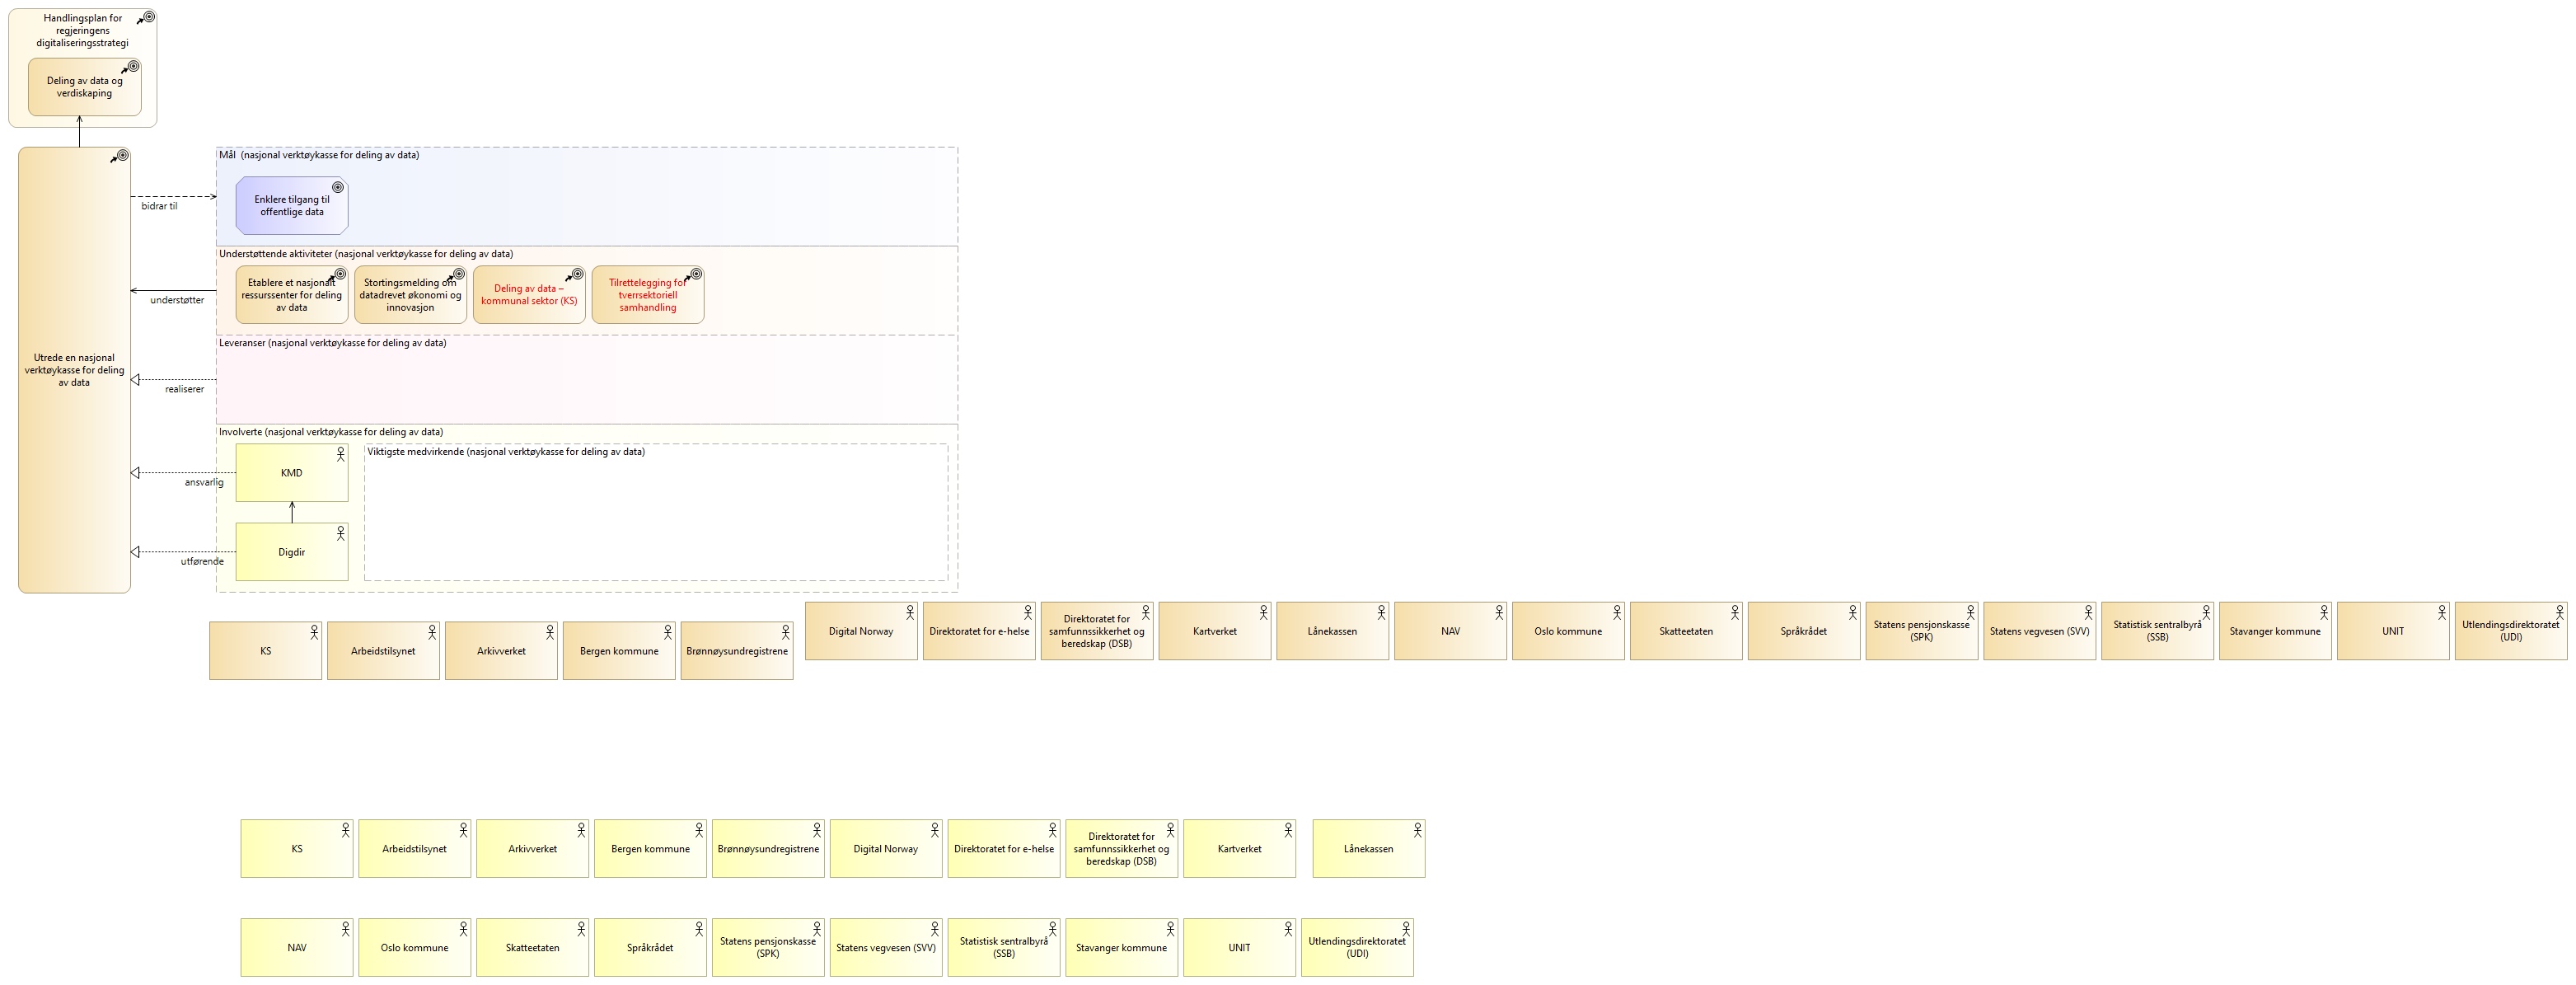 Handlingsplan for
regjeringens
digitaliseringsstrategi
Deling av data og
verdiskaping
Utrede en nasjonal
verktøykasse for deling
av data
Mål  (nasjonal verktøykasse for deling av data)
bidrar til
Enklere tilgang til
offentlige data
Understøttende aktiviteter (nasjonal verktøykasse for deling av data)
understøtter
Etablere et nasjonalt
ressurssenter for deling
av data
Stortingsmelding om
datadrevet økonomi og
innovasjon
Deling av data –
kommunal sektor (KS)
Tilrettelegging for
tverrsektoriell
samhandling
Leveranser (nasjonal verktøykasse for deling av data)
realiserer
Involverte (nasjonal verktøykasse for deling av data)
KMD
ansvarlig
Digdir
utførende
Viktigste medvirkende (nasjonal verktøykasse for deling av data)
KS
Arbeidstilsynet
Arkivverket
Bergen kommune
Brønnøysundregistrene
Digital Norway
Direktoratet for e-helse
Direktoratet for
samfunnssikkerhet og
beredskap (DSB)
Kartverket
Lånekassen
NAV
Oslo kommune
Skatteetaten
Språkrådet
Statens pensjonskasse
(SPK)
Statens vegvesen (SVV)
Statistisk sentralbyrå
(SSB)
Stavanger kommune
UNIT
Utlendingsdirektoratet
(UDI)
KS
Arbeidstilsynet
Arkivverket
Bergen kommune
Brønnøysundregistrene
Digital Norway
Direktoratet for e-helse
Direktoratet for
samfunnssikkerhet og
beredskap (DSB)
Kartverket
Lånekassen
NAV
Oslo kommune
Skatteetaten
Språkrådet
Statens pensjonskasse
(SPK)
Statens vegvesen (SVV)
Statistisk sentralbyrå
(SSB)
Stavanger kommune
UNIT
Utlendingsdirektoratet
(UDI)